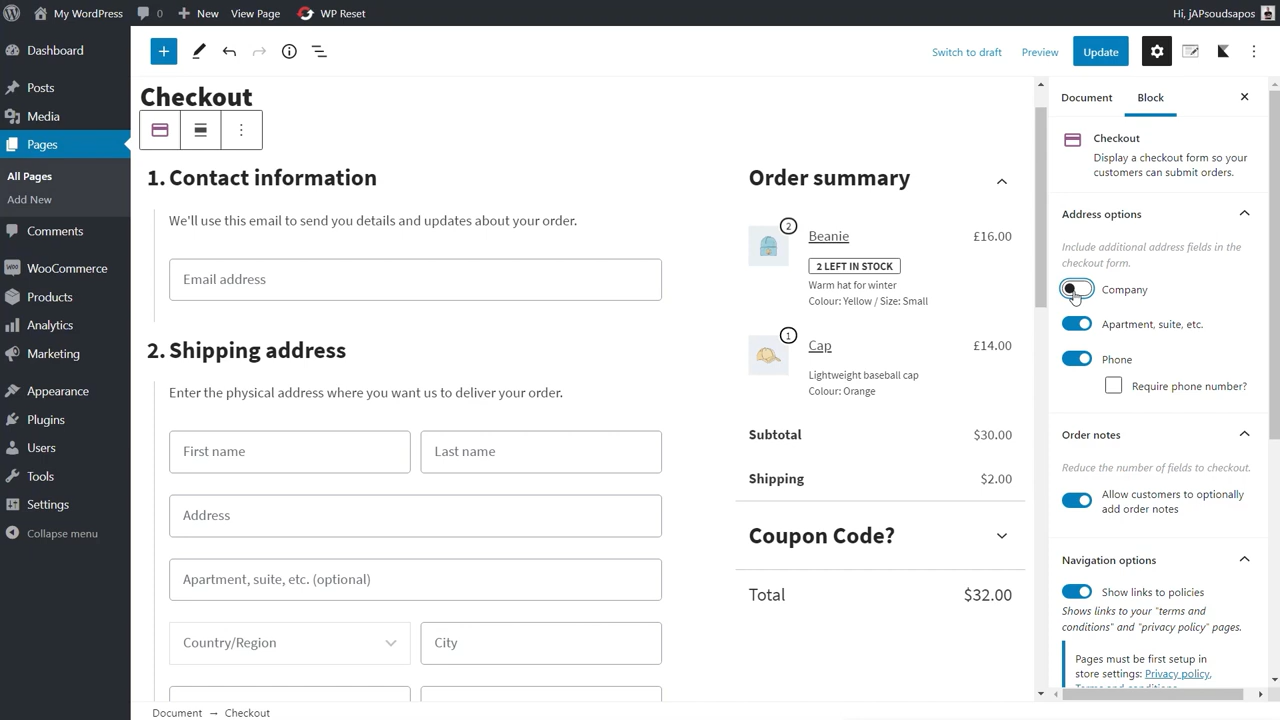 My WordPress 0 New View Page WP Reset Hi, jAPsoudsapos
Dashboard
Posts
Media
Pages
All Pages
Add New
Comments
WooCommerce
Products
Analytics
Marketing
Appearance
Plugins
Users
Tools
Settings
Collapse menu
Switch to draft Preview Update
Checkout
1. Contact information
We'll use this email to send you details and updates about your order.
Email address
2. Shipping address
Enter the physical address where you want us to deliver your order.
First name Last name
Address
Apartment, suite, etc. (optional)
Country/Region City
Order summary
2
Beanie £16.00
2 LEFT IN STOCK
Warm hat for winter
Colour: Yellow / Size: Small
1
Cap £14.00
Lightweight baseball cap
Colour: Orange
Subtotal $30.00
Shipping $2.00
Coupon Code?
Total $32.00
Document Block
Checkout
Display a checkout form so your
customers can submit orders.
Address options
Include additional address fields in the
checkout form.
Company
Apartment, suite, etc.
Phone
Require phone number?
Order notes
Reduce the number of fields to checkout.
Allow customers to optionally
add order notes
Navigation options
Show links to policies
Shows links to your "terms and
conditions" and "privacy policy" pages.
Pages must be first setup in
store settings: Privacy policy,
Terms and conditions
Document → Checkout